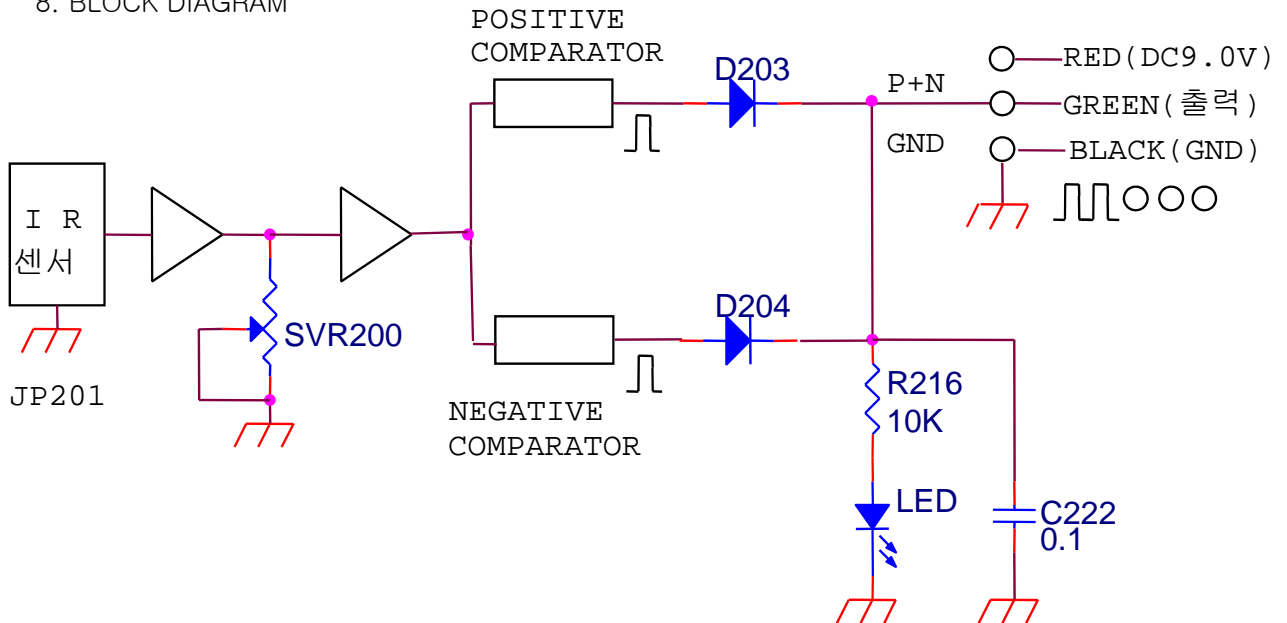 8. BLOCK DIAGRAM
POSITIVE
COMPARATOR
D203
P+N
GND
RED(DC9.0V)
GREEN(출력)
BLACK(GND)
I R
센서
JP201
SVR200
D204
NEGATIVE
COMPARATOR
R216
10K
LED
C222
0.1